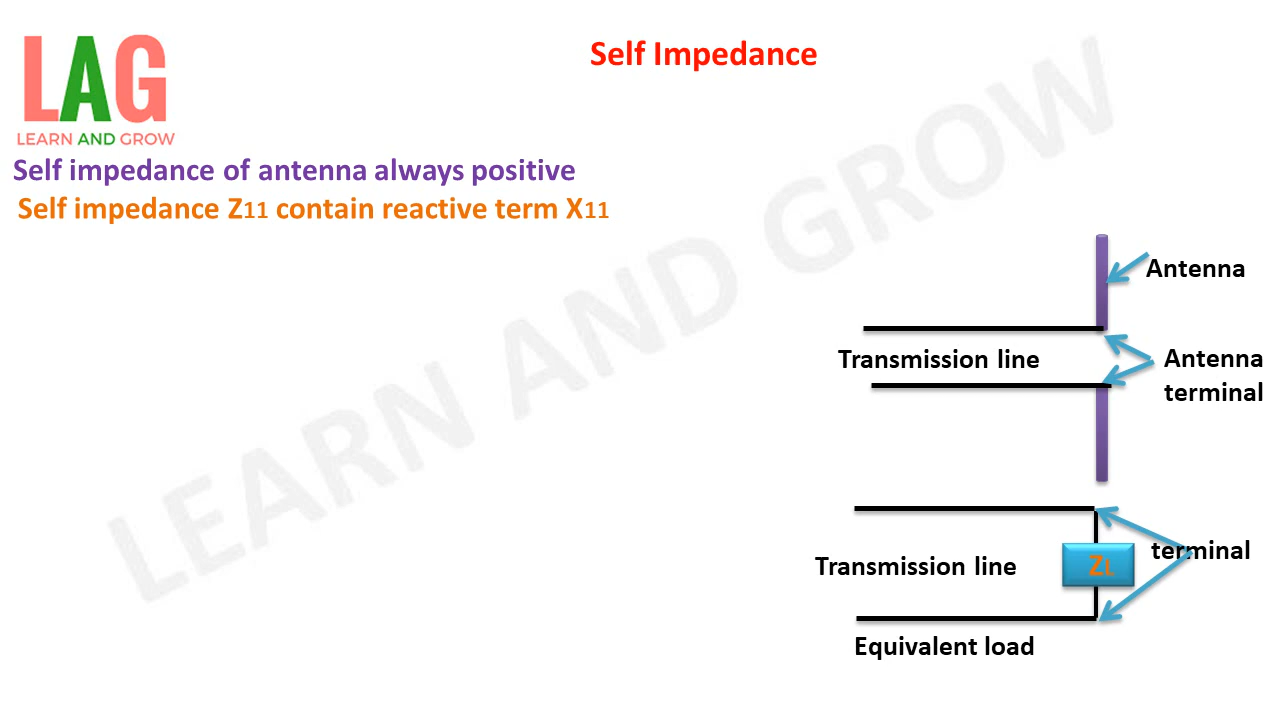 LAG
LEARN AND GROW
Self Impedance
Self impedance of antenna always positive
Self impedance Z11 contain reactive term X11
Antenna
Transmission line
Antenna
terminal
terminal
Transmission line
ZL
Equivalent load
LEARN AND GROW